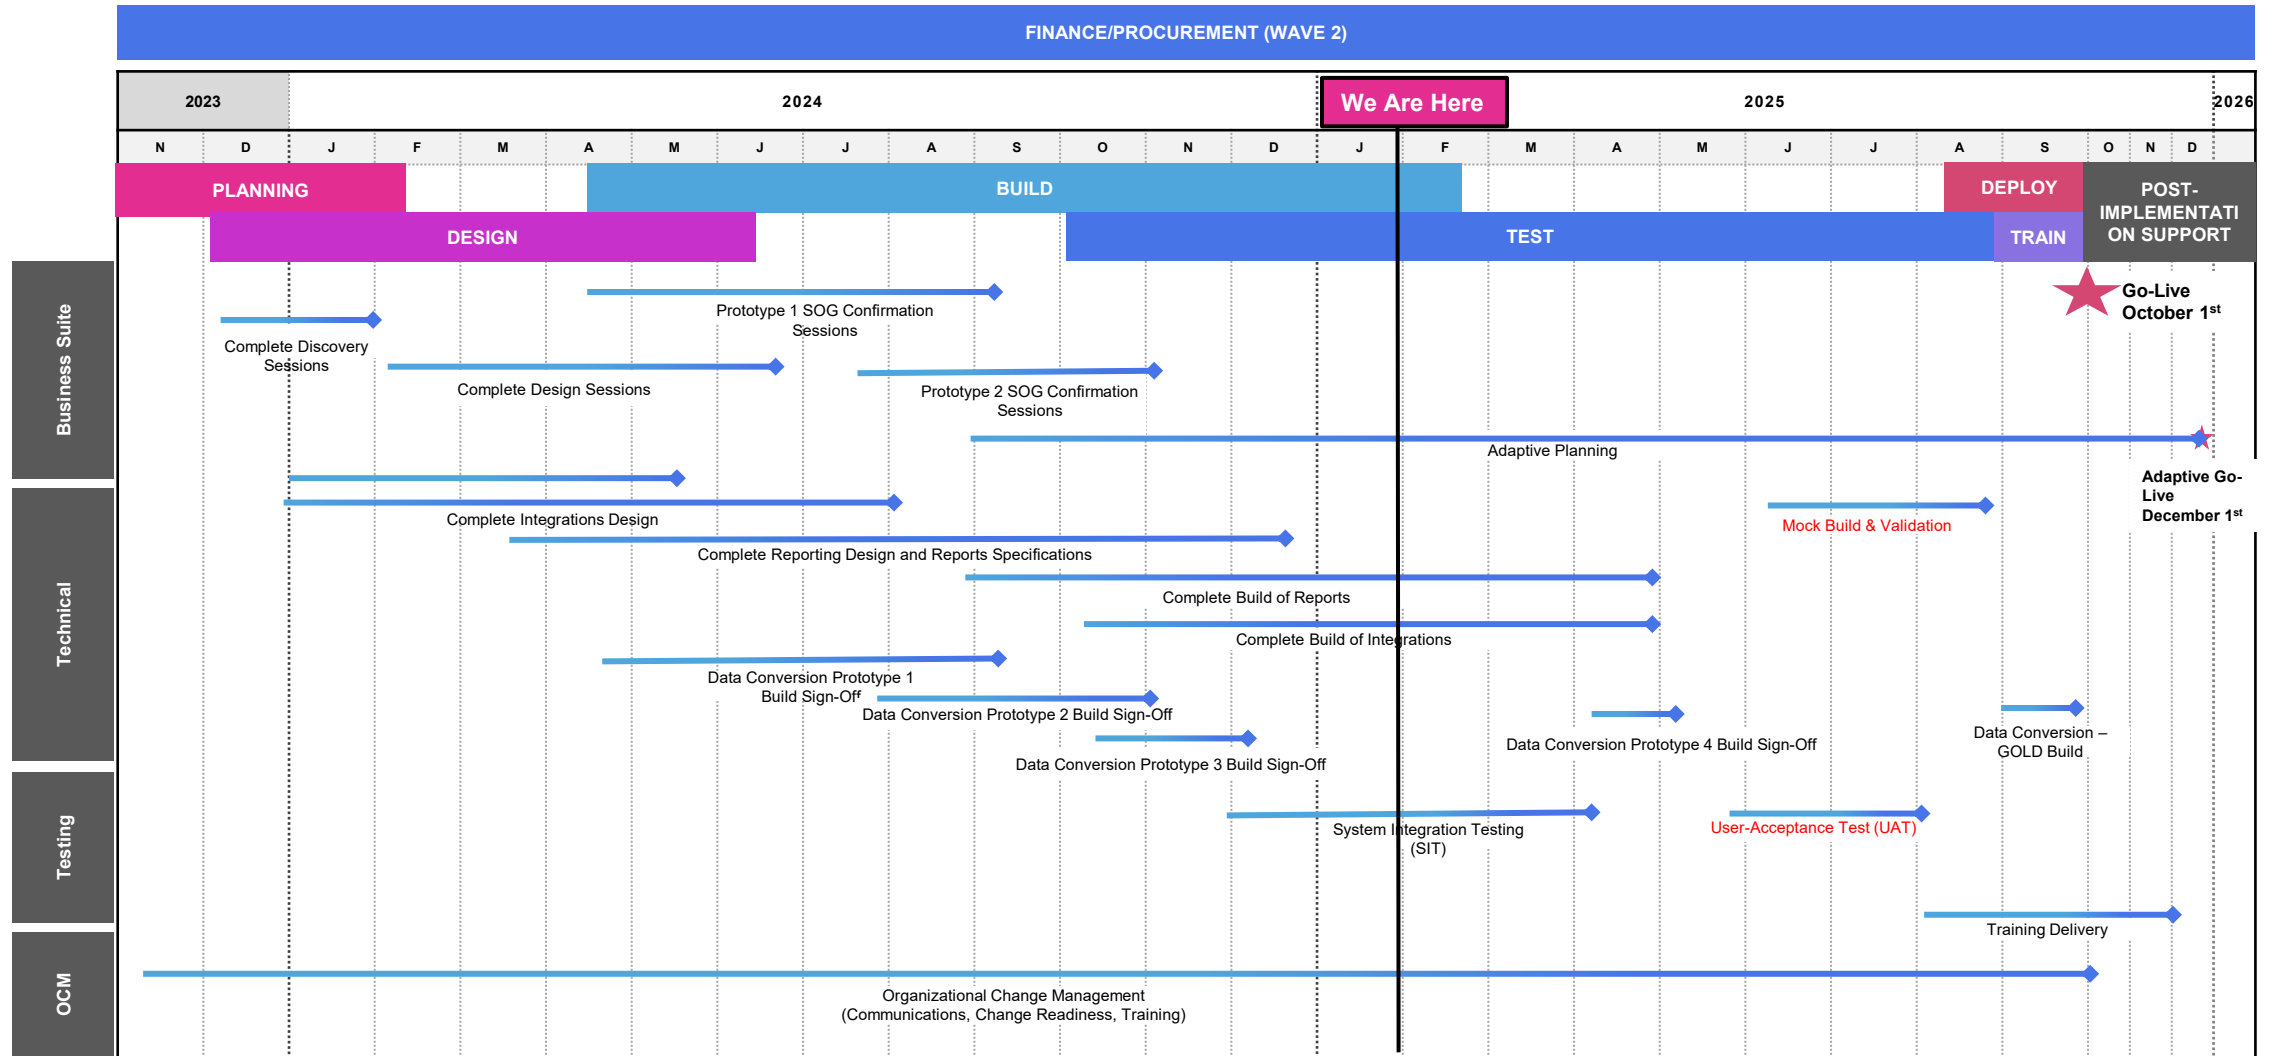 FINANCE/PROCUREMENT (WAVE 2)
2023
2024
We Are Here
2025
2026
N D J F M A M J J A S O N D J F M A M J J A S O N D
PLANNING
BUILD
DEPLOY
POST-
IMPLEMENTATI
ON SUPPORT
DESIGN
TEST
TRAIN
Business Suite
Go-Live
October 1st
Prototype 1 SOG Confirmation
Sessions
Complete Discovery
Sessions
Complete Design Sessions
Prototype 2 SOG Confirmation
Sessions
Adaptive Planning
Adaptive Go-
Live
December 1st
Technical
Complete Integrations Design
Mock Build & Validation
Complete Reporting Design and Reports Specifications
Complete Build of Reports
Complete Build of Integrations
Data Conversion Prototype 1
Build Sign-Off
Data Conversion Prototype 2 Build Sign-Off
Data Conversion Prototype 3 Build Sign-Off
Data Conversion Prototype 4 Build Sign-Off
Data Conversion –
GOLD Build
Testing
System Integration Testing
(SIT)
User-Acceptance Test (UAT)
Training Delivery
OCM
Organizational Change Management
(Communications, Change Readiness, Training)